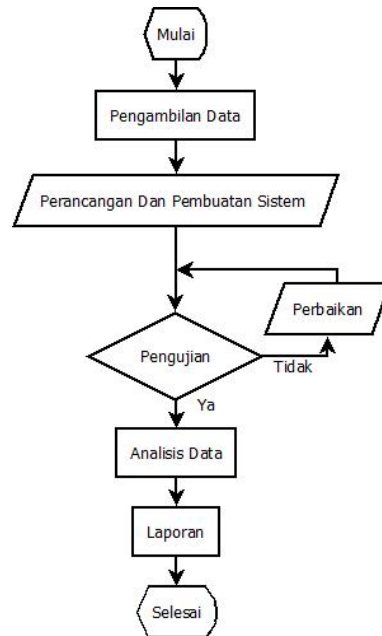 Mulai
Pengambilan Data
Perancangan Dan Pembuatan Sistem
Perbaikan
Pengujian
Tidak
Ya
Analisis Data
Laporan
Selesai